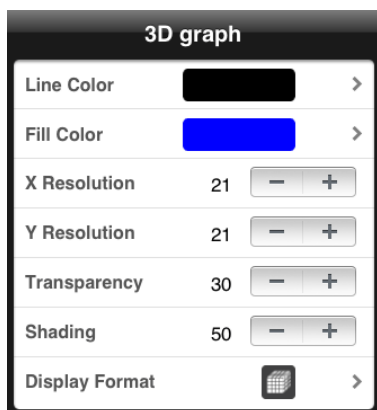 3D graph
Line Color
Fill Color
X Resolution 21 − +
Y Resolution 21 − +
Transparency 30 − +
Shading 50 − +
Display Format